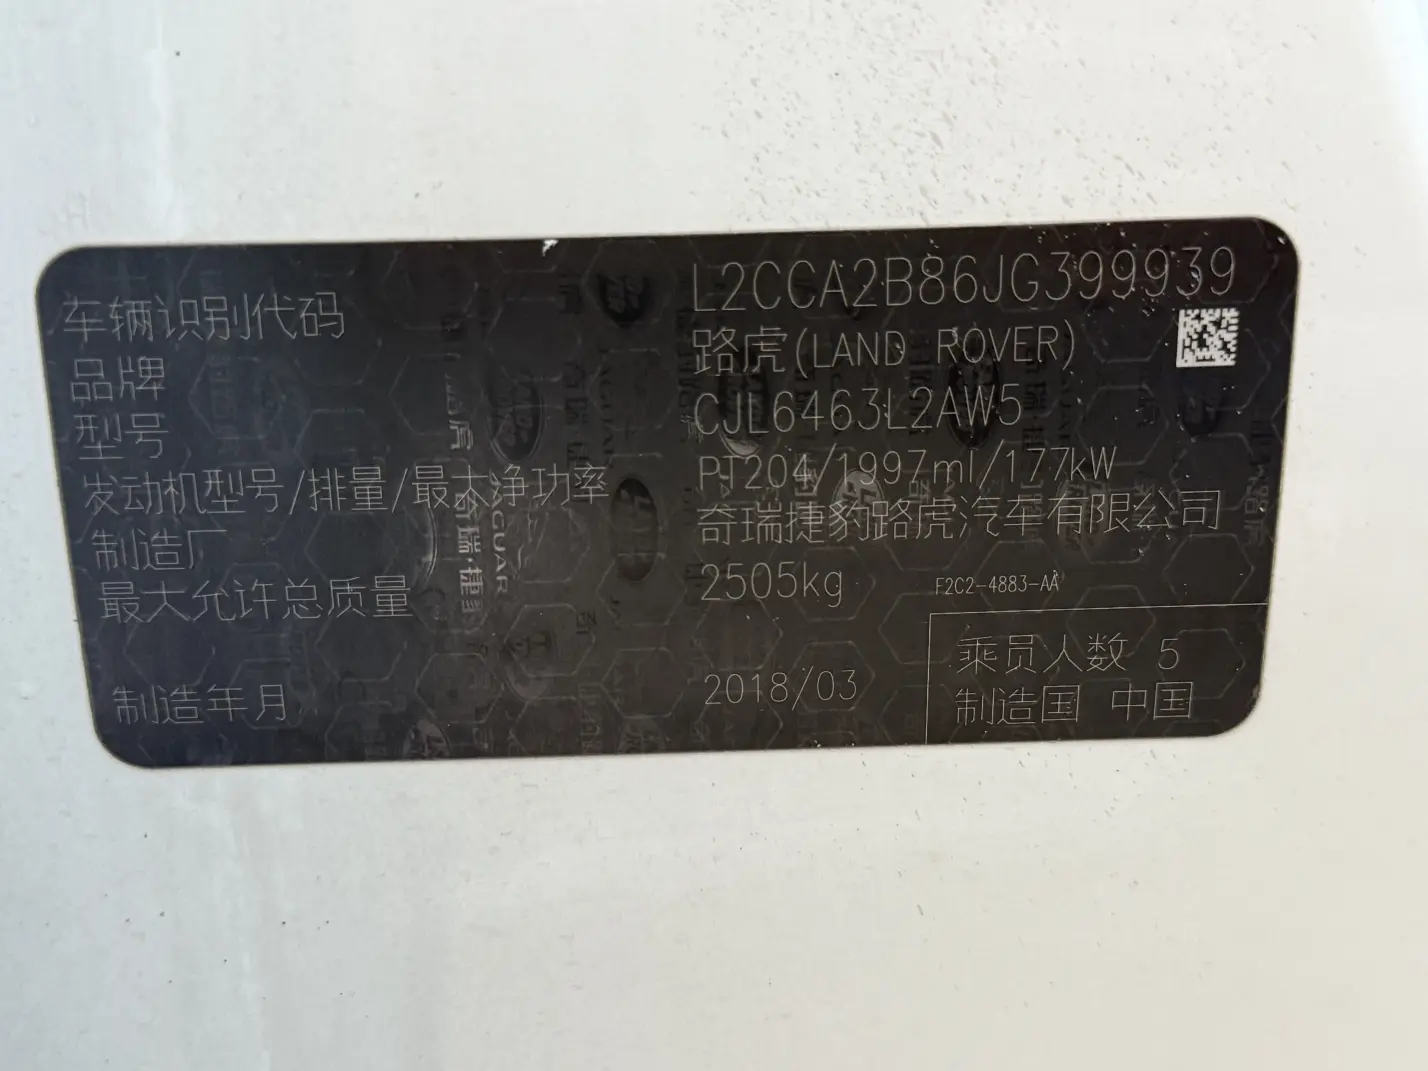 车辆识别代码 L2CCA2B86JG399939
品牌 路虎(LAND ROVER)
型号 CJL6463L2AW5
发动机型号/排量/最大净功率 PT204/1997ml/177kW
制造厂 奇瑞捷豹路虎汽车有限公司
最大允许总质量 2505kg F2C2-4883-AA
制造年月 2018/03
乘员人数 5
制造国 中国